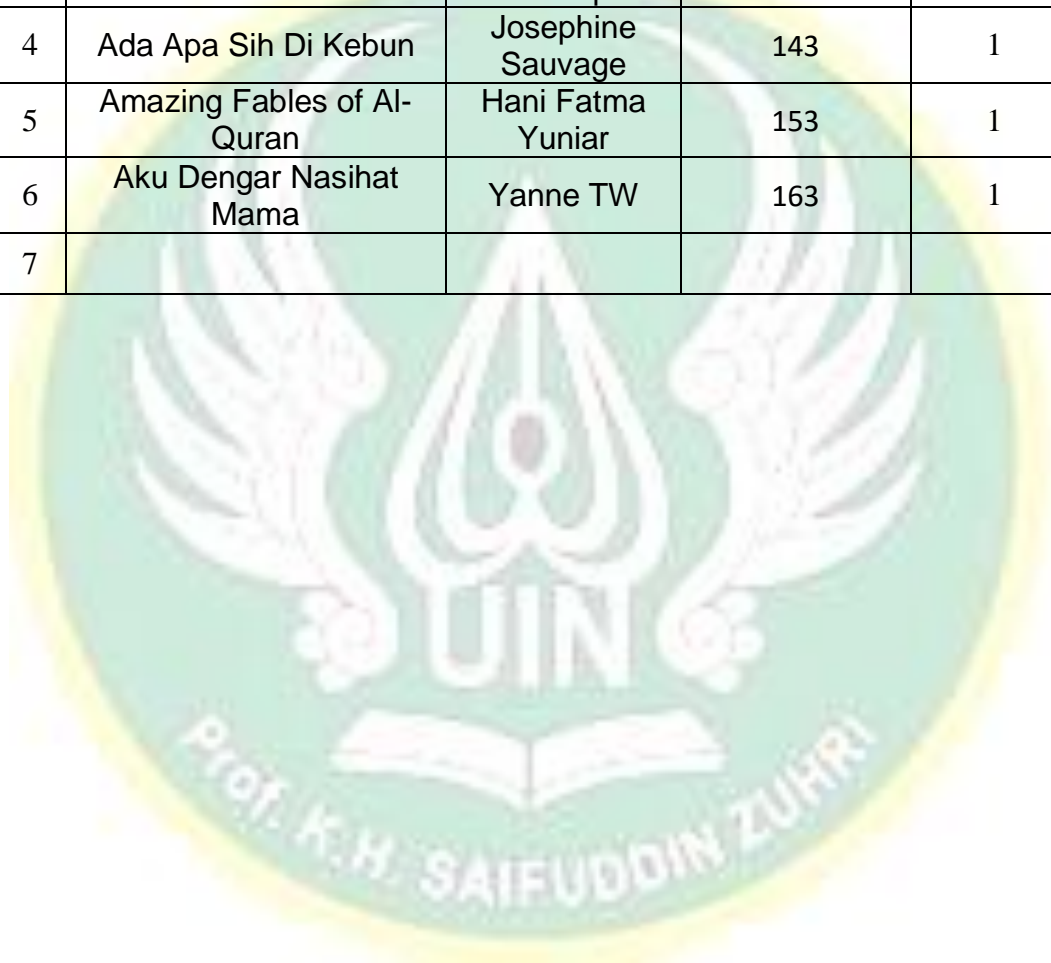 4 Ada Apa Sih Di Kebun Josephine Sauvage 143 1
5 Amazing Fables of Al-Quran Hani Fatma Yuniar 153 1
6 Aku Dengar Nasihat Mama Yanne TW 163 1
7
UIN
Prof. K.H. SAIFUDDIN ZUHRI